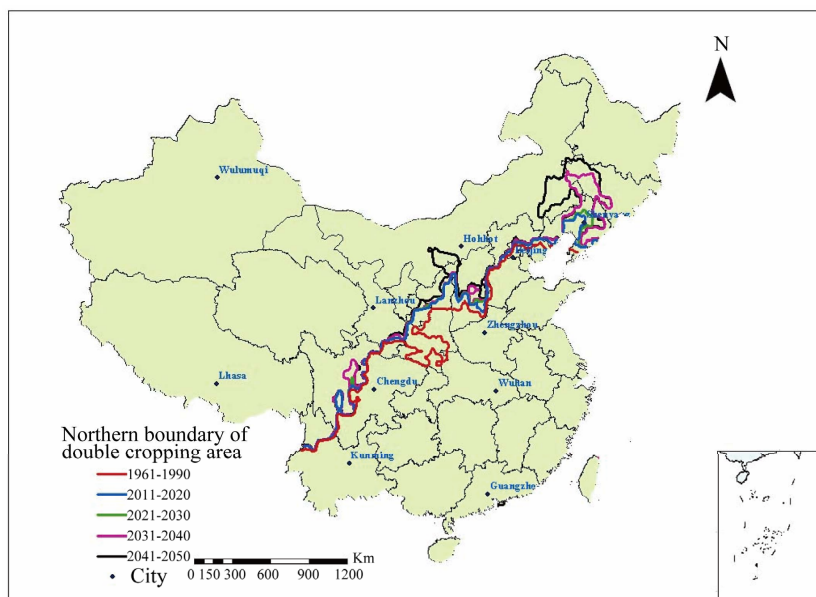 N
Wulumuqi
Hohhot
Beijing
Lanzhou
Zhengzhou
Lhasa
Chengdu
Wuhan
Kunming
Guangzhe
Northern boundary of
double cropping area
1961-1990
2011-2020
2021-2030
2031-2040
2041-2050
City
Km
0 150 300 600 900 1200